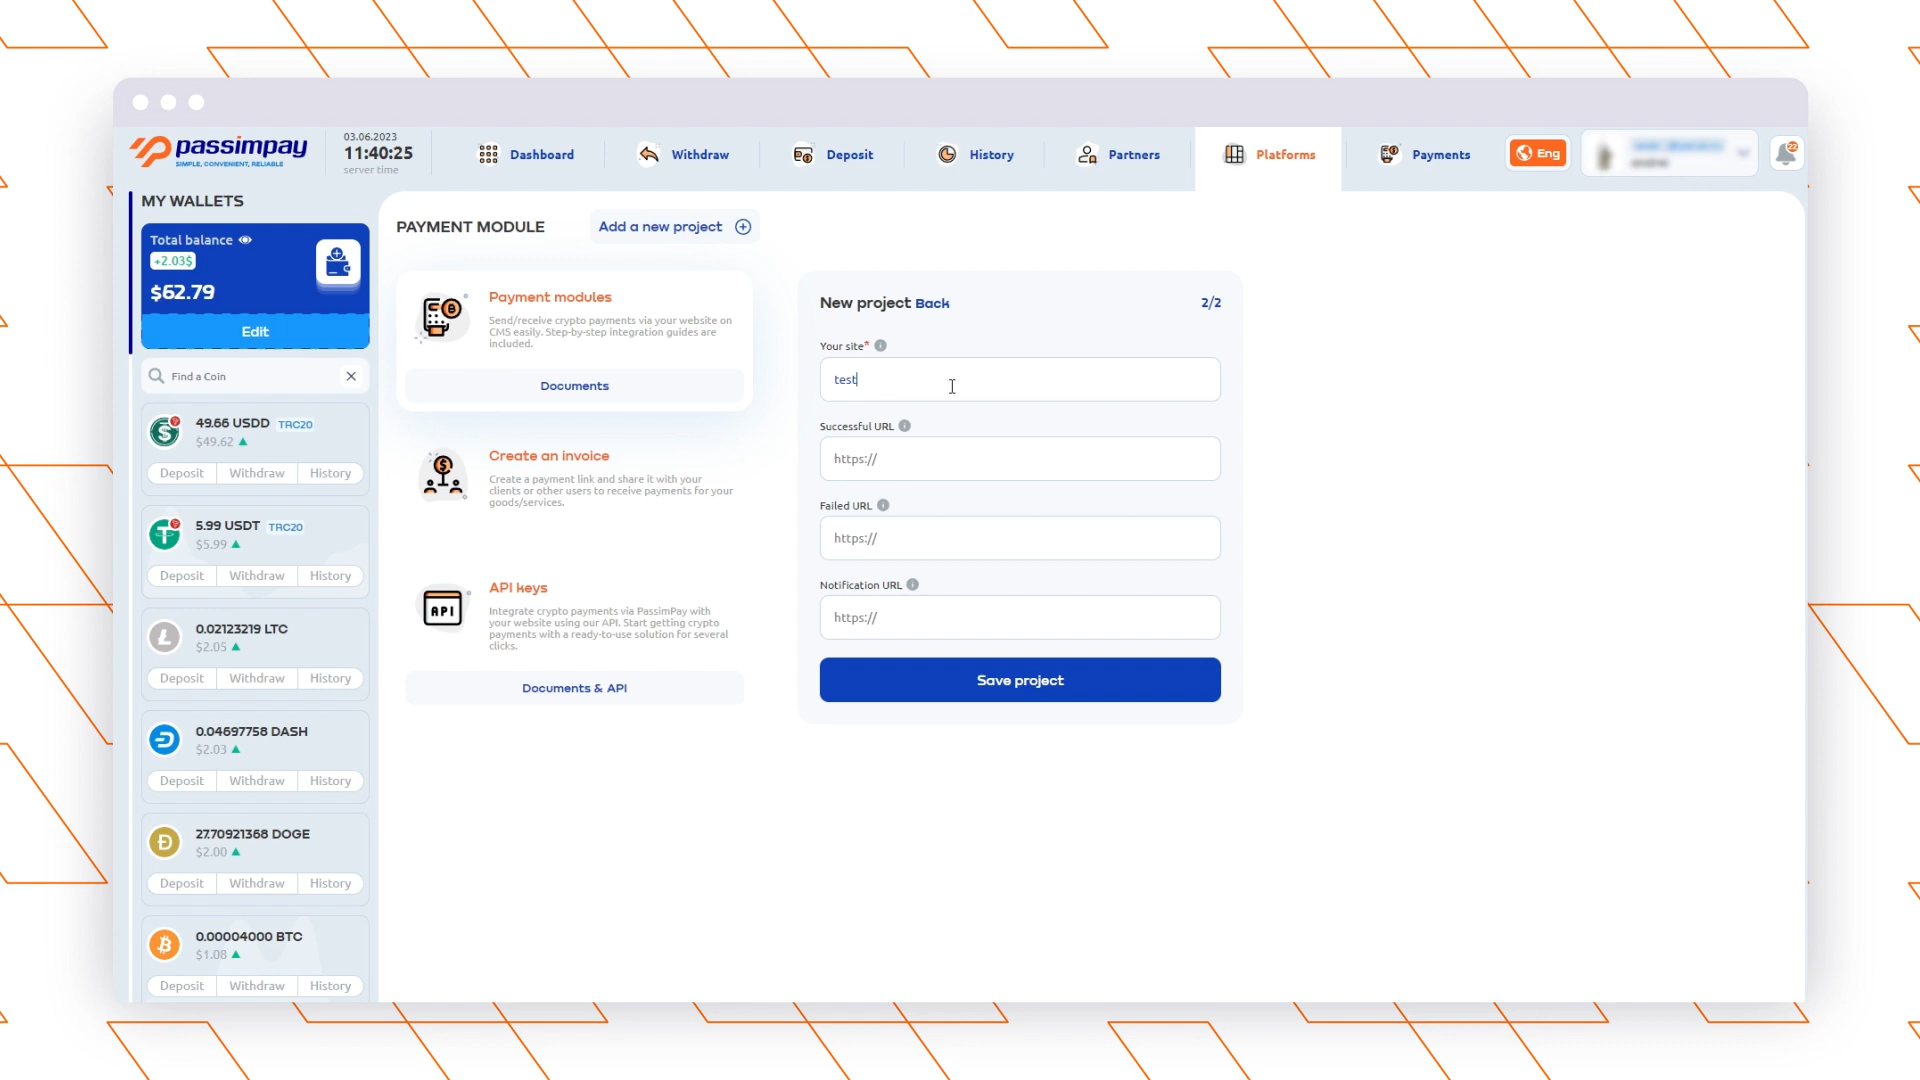 passimpay
SIMPLE, CONVENIENT, RELIABLE
03.06.2023
11:40:25
server time
Dashboard
Withdraw
Deposit
History
Partners
Platforms
Payments
Eng
22
MY WALLETS
Total balance
+2.03$
$62.79
Edit
Find a Coin
49.66 USDD TRC20
$49.62
Deposit Withdraw History
5.99 USDT TRC20
$5.99
Deposit Withdraw History
0.02123219 LTC
$2.05
Deposit Withdraw History
0.04697758 DASH
$2.03
Deposit Withdraw History
27.70921368 DOGE
$2.00
Deposit Withdraw History
0.00004000 BTC
$1.08
Deposit Withdraw History
PAYMENT MODULE
Add a new project
Payment modules
Send/receive crypto payments via your website on
CMS easily. Step-by-step integration guides are
included.
Documents
Create an invoice
Create a payment link and share it with your
clients or other users to receive payments for your
goods/services.
API
API keys
Integrate crypto payments via PassimPay with
your website using our API. Start getting crypto
payments with a ready-to-use solution for several
clicks.
Documents & API
New project Back 2/2
Your site*
test
Successful URL
https://
Failed URL
https://
Notification URL
https://
Save project